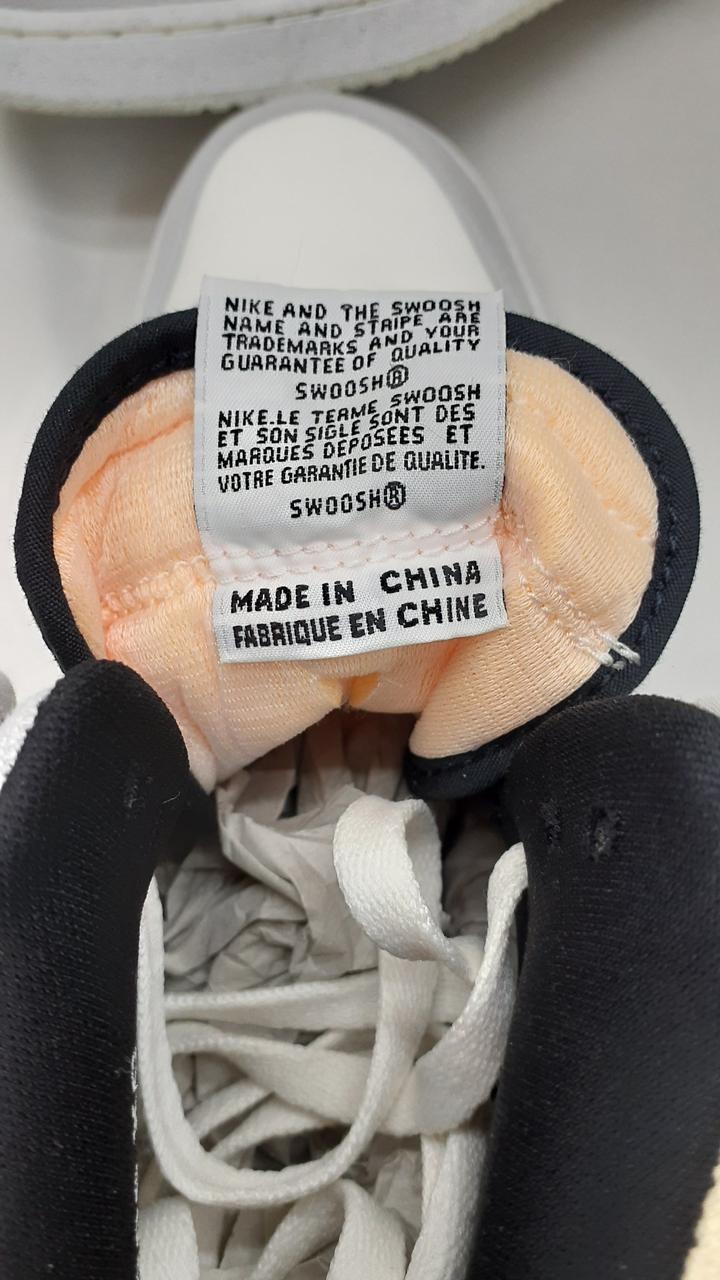 NIKE AND THE SWOOSH
NAME AND STRIPE ARE
TRADEMARKS AND YOUR
GUARANTEE OF QUALITY
SWOOSH®
NIKE.LE TERME SWOOSH
ET SON SIGLE SONT DES
MARQUES DEPOSEES ET
VOTRE GARANTIE DE QUALITE.
SWOOSH®
MADE IN CHINA
FABRIQUE EN CHINE